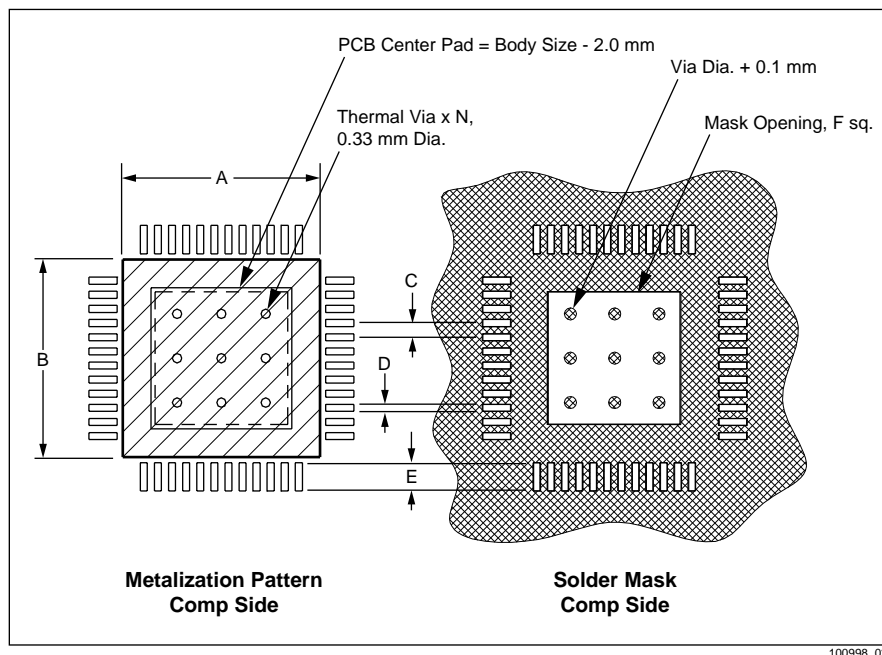 PCB Center Pad = Body Size - 2.0 mm
Via Dia. + 0.1 mm
Thermal Via x N,
0.33 mm Dia.
Mask Opening, F sq.
A
C
B
D
E
Metalization Pattern
Comp Side
Solder Mask
Comp Side